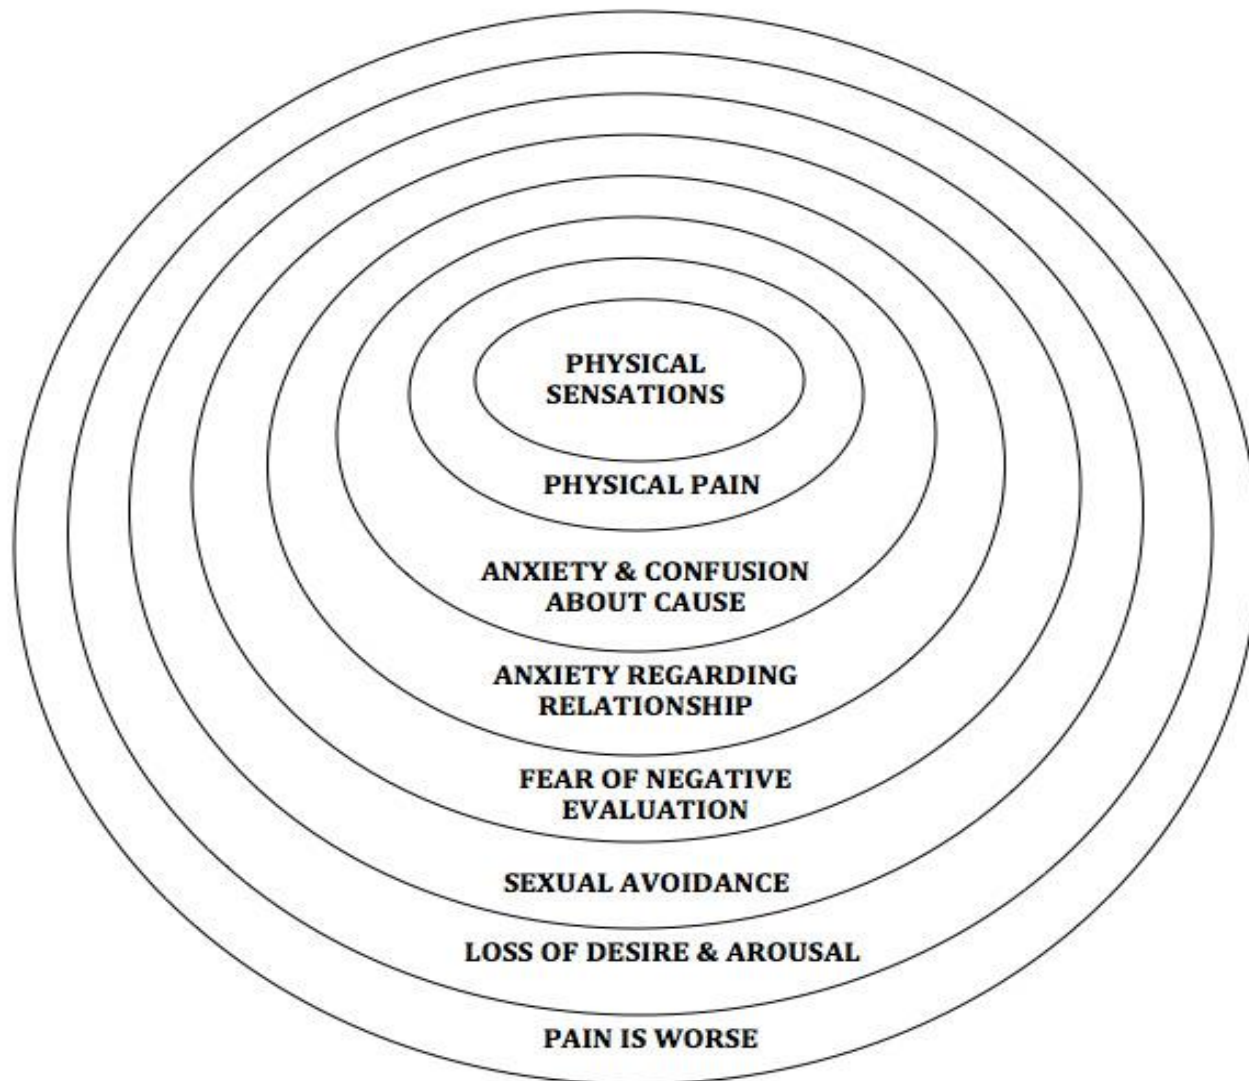 PHYSICAL
SENSATIONS
PHYSICAL PAIN
ANXIETY & CONFUSION
ABOUT CAUSE
ANXIETY REGARDING
RELATIONSHIP
FEAR OF NEGATIVE
EVALUATION
SEXUAL AVOIDANCE
LOSS OF DESIRE & AROUSAL
PAIN IS WORSE